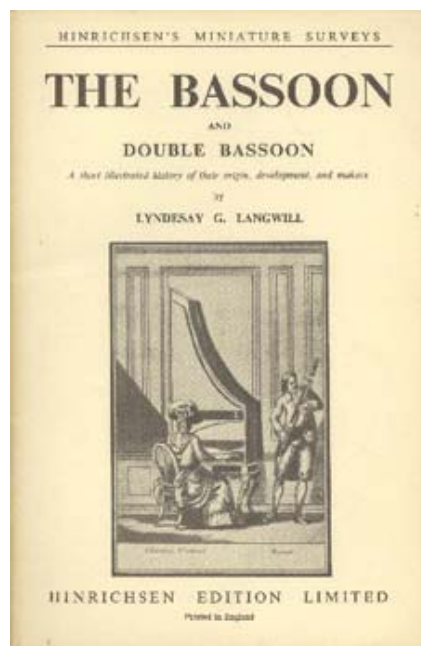 HINRICHSEN'S MINIATURE SURVEYS
THE BASSOON
AND
DOUBLE BASSOON
A short illustrated history of their origin, development, and makers
BY
LYNDESAY G. LANGWILL
HINRICHSEN EDITION LIMITED
Printed in England